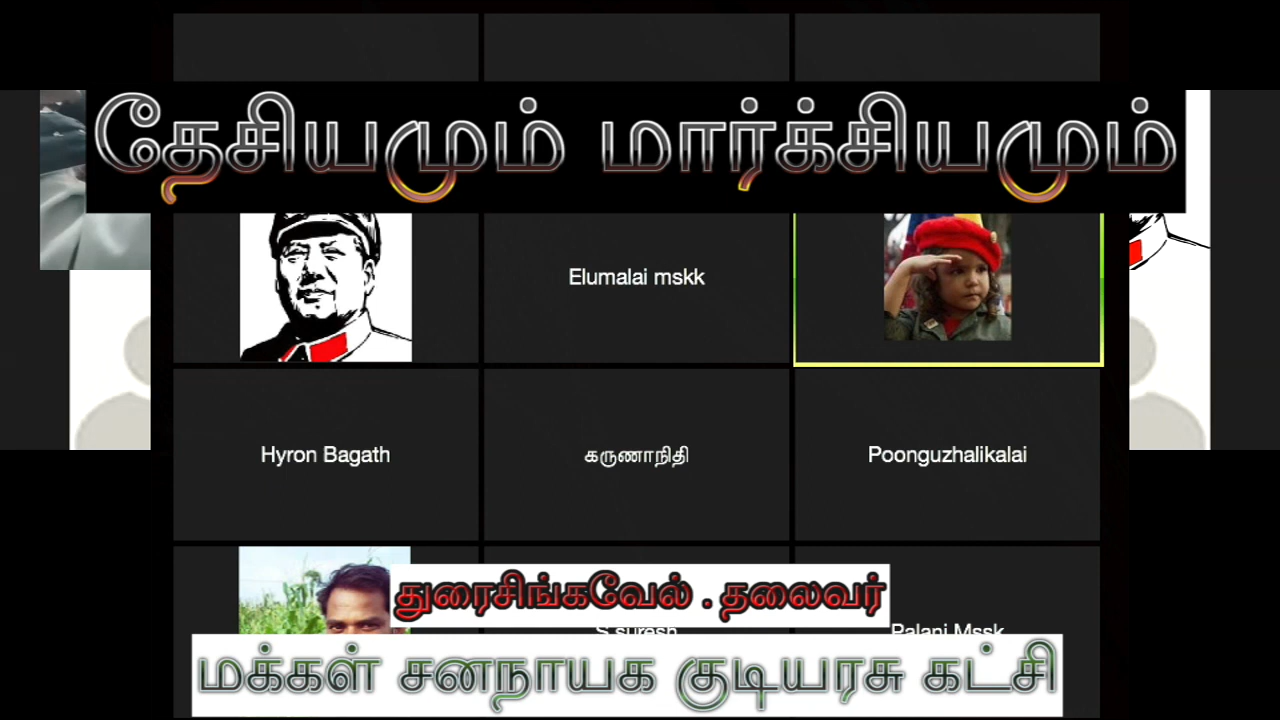 தேசியமும் மார்க்சியமும்
Elumalai mskk
Hyron Bagath
கருணாநிதி
Poonguzhalikalai
துரைசிங்கவேல் . தலைவர்
S suresh
Palani Mssk
மக்கள் சனநாயக குடியரசு கட்சி